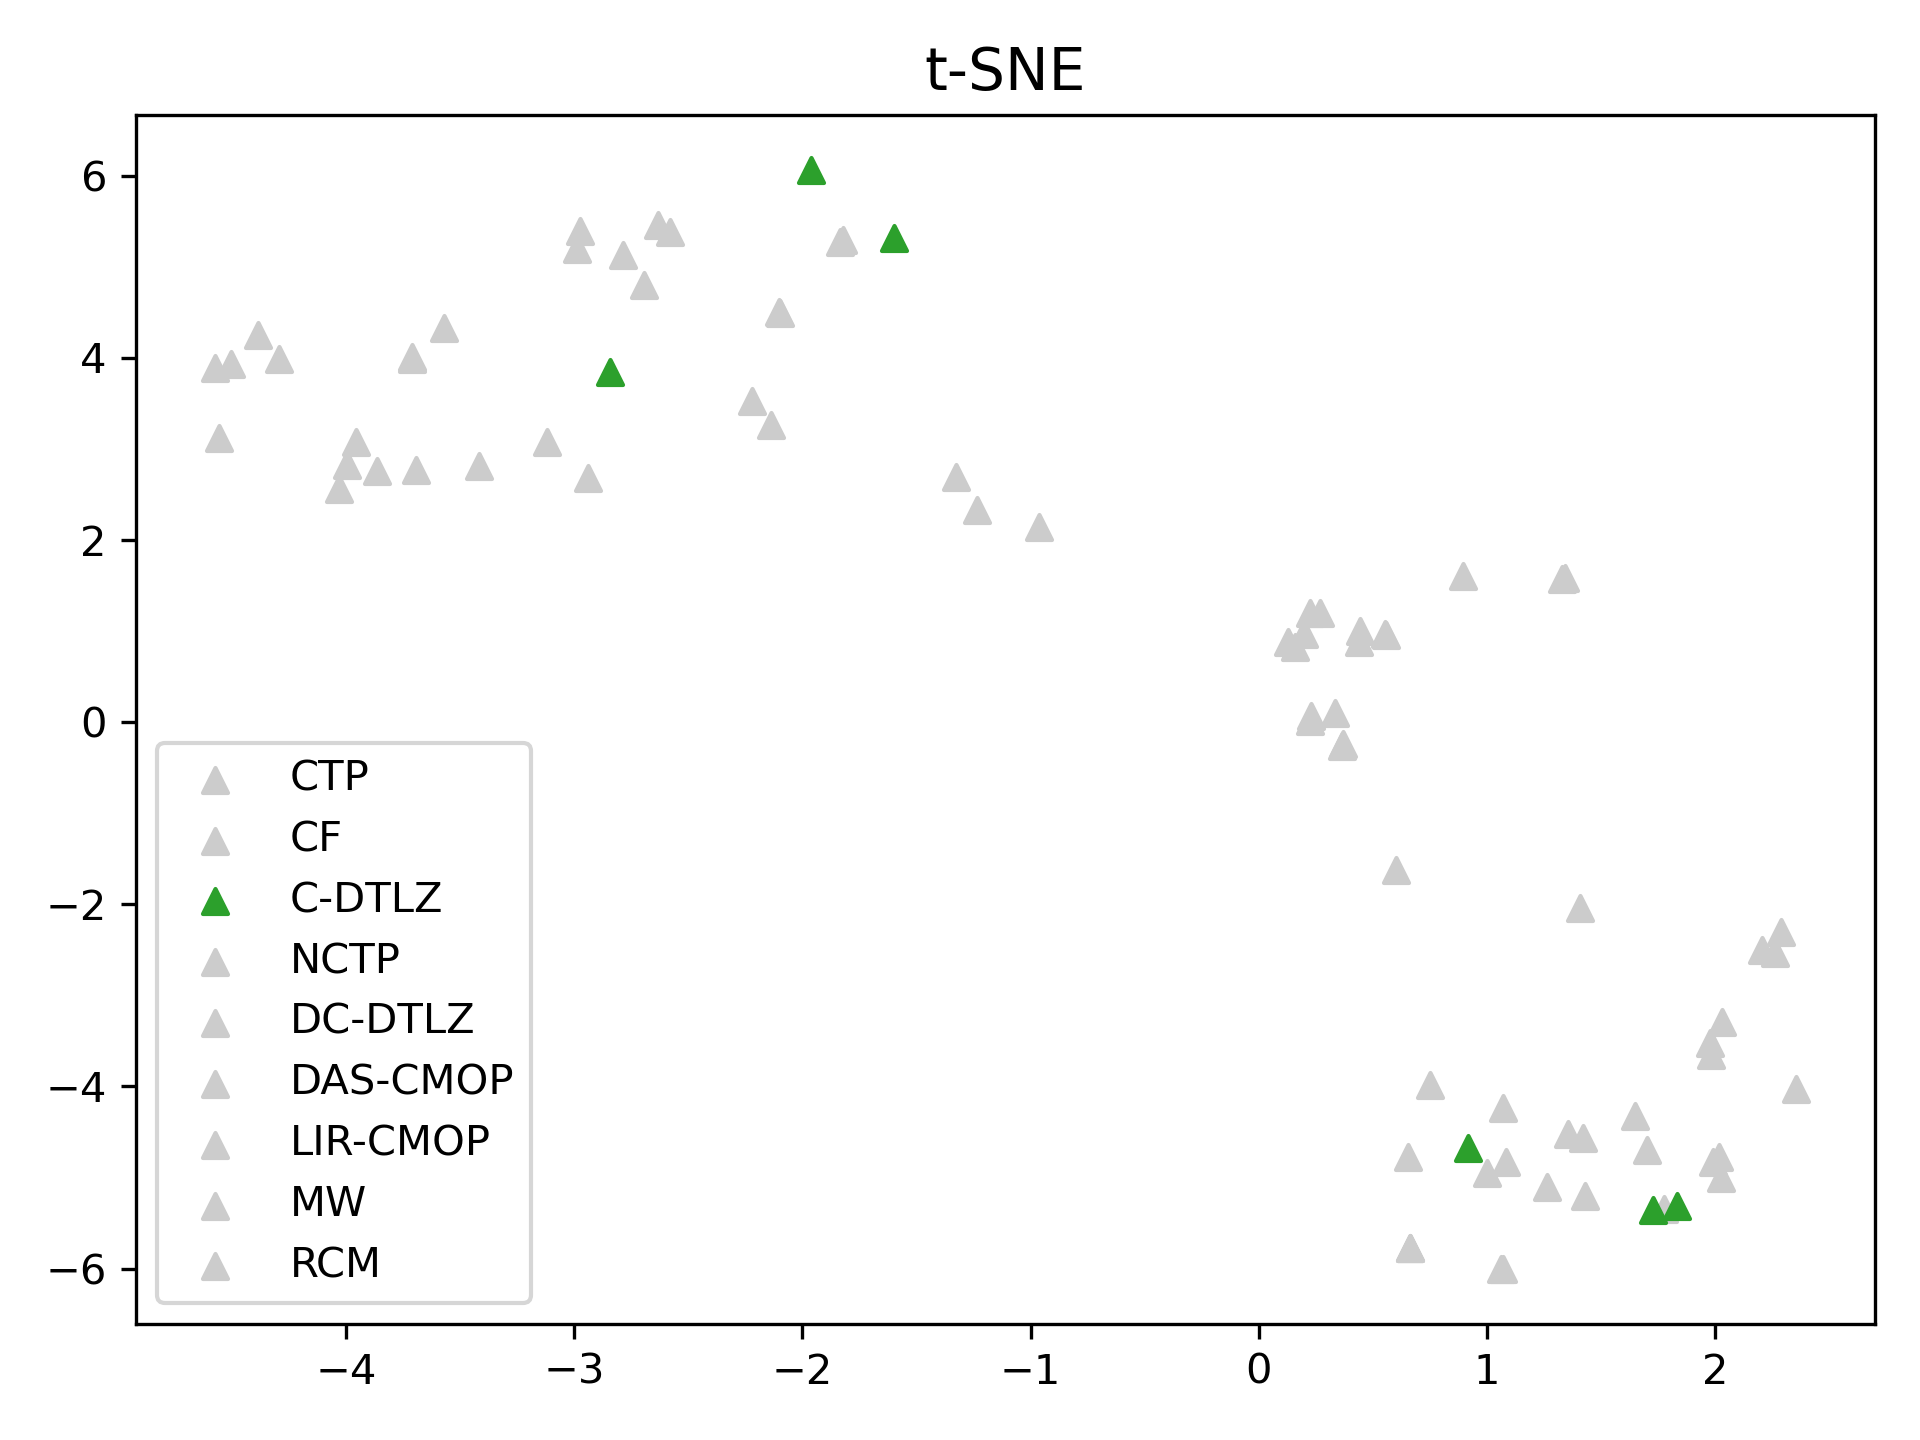 t-SNE
6
4
2
0
−2
−4
−6
CTP
CF
C-DTLZ
NCTP
DC-DTLZ
DAS-CMOP
LIR-CMOP
MW
RCM
−4 −3 −2 −1 0 1 2